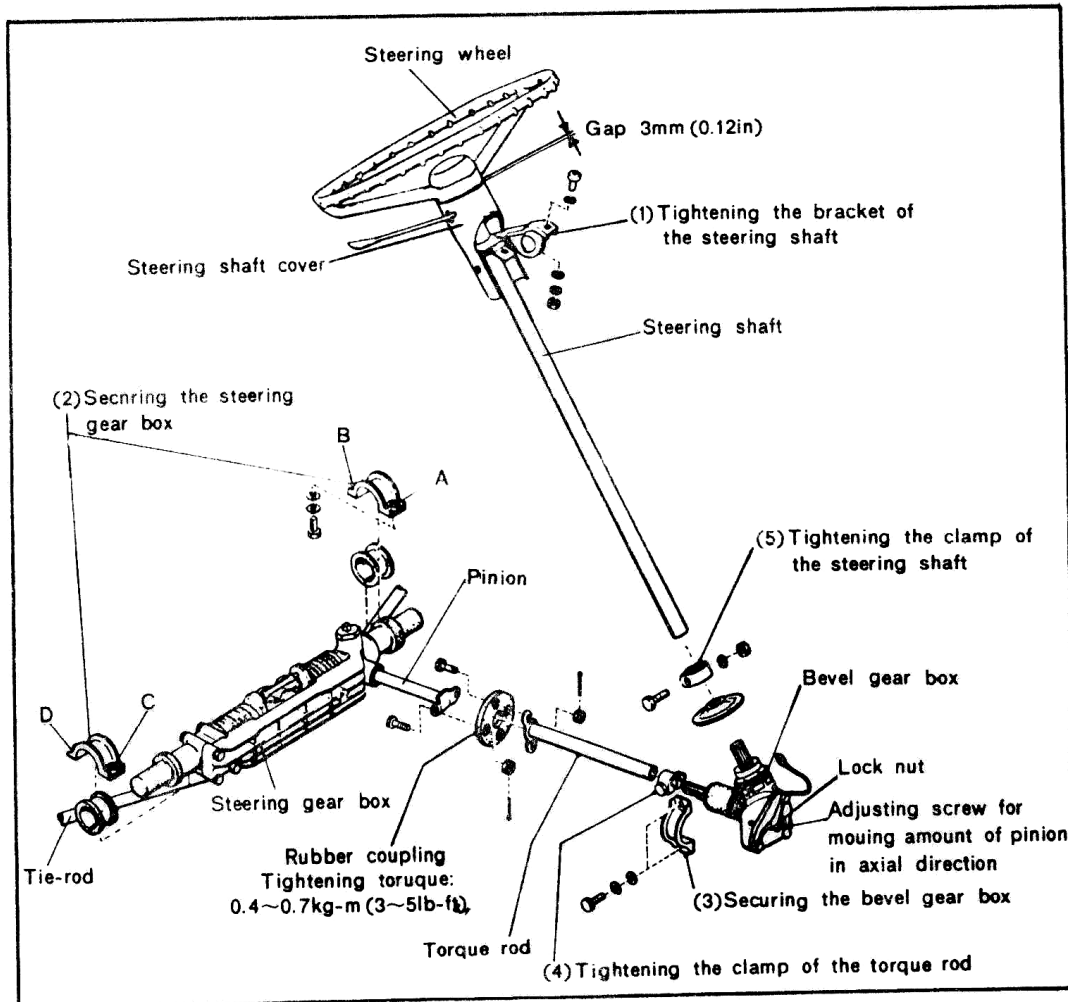 Steering wheel
Gap 3mm (0.12in)
(1) Tightening the bracket of
the steering shaft
Steering shaft cover
Steering shaft
(2) Secnring the steering
gear box
B
A
(5) Tightening the clamp of
the steering shaft
Pinion
Bevel gear box
D
C
Lock nut
Steering gear box
Adjusting screw for
mouing amount of pinion
in axial direction
Tie-rod
Rubber coupling
Tightening toruque:
0.4~0.7kg-m (3~5lb-ft),
(3) Securing the bevel gear box
Torque rod
(4) Tightening the clamp of the torque rod